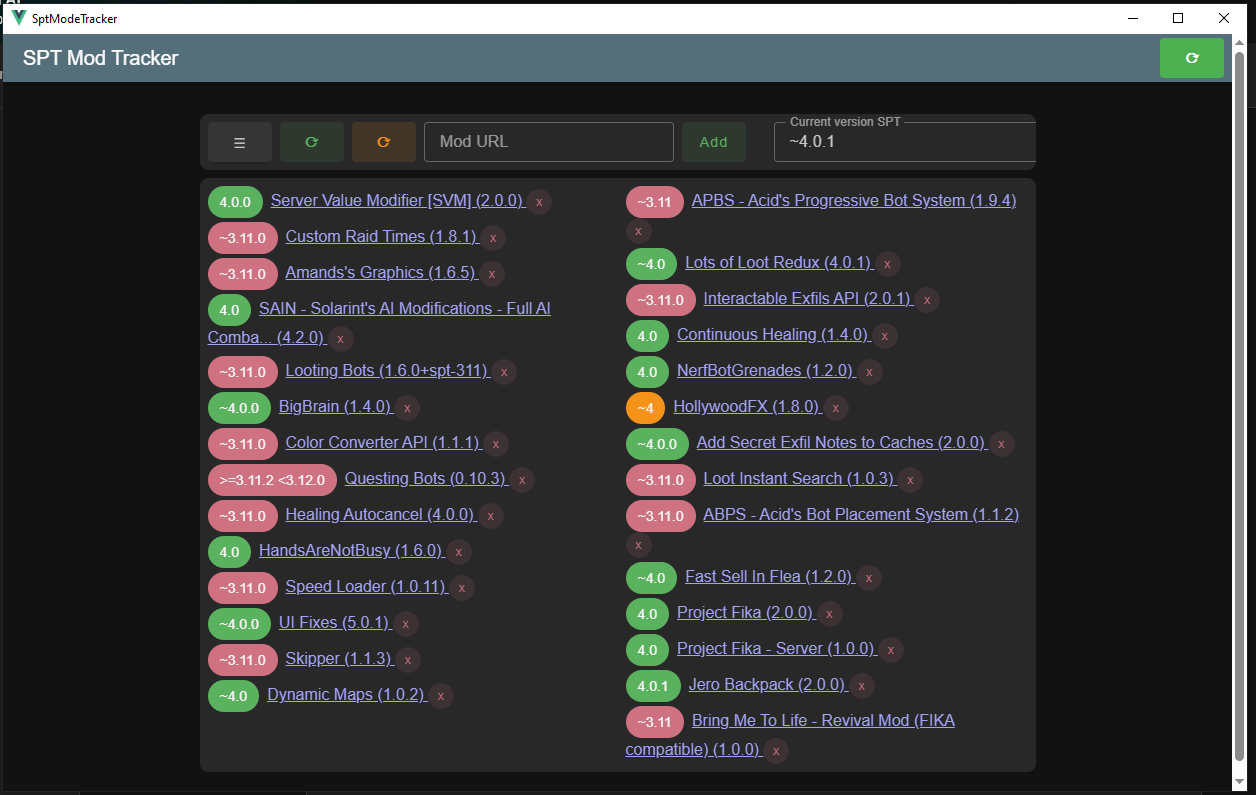 SptModeTracker
SPT Mod Tracker
Mod URL
Add
Current version SPT
~4.0.1
4.0.0 Server Value Modifier [SVM] (2.0.0) x
~3.11.0 Custom Raid Times (1.8.1) x
~3.11.0 Amands's Graphics (1.6.5) x
4.0 SAIN - Solarint's AI Modifications - Full AI
Comba... (4.2.0) x
~3.11.0 Looting Bots (1.6.0+spt-311) x
~4.0.0 BigBrain (1.4.0) x
~3.11.0 Color Converter API (1.1.1) x
>=3.11.2 <3.12.0 Questing Bots (0.10.3) x
~3.11.0 Healing Autocancel (4.0.0) x
4.0 HandsAreNotBusy (1.6.0) x
~3.11.0 Speed Loader (1.0.11) x
~4.0.0 UI Fixes (5.0.1) x
~3.11.0 Skipper (1.1.3) x
~4.0 Dynamic Maps (1.0.2) x
~3.11 APBS - Acid's Progressive Bot System (1.9.4)
x
~4.0 Lots of Loot Redux (4.0.1) x
~3.11.0 Interactable Exfils API (2.0.1) x
4.0 Continuous Healing (1.4.0) x
4.0 NerfBotGrenades (1.2.0) x
~4 HollywoodFX (1.8.0) x
~4.0.0 Add Secret Exfil Notes to Caches (2.0.0) x
~3.11.0 Loot Instant Search (1.0.3) x
~3.11.0 ABPS - Acid's Bot Placement System (1.1.2)
x
~4.0 Fast Sell In Flea (1.2.0) x
4.0 Project Fika (2.0.0) x
4.0 Project Fika - Server (1.0.0) x
4.0.1 Jero Backpack (2.0.0) x
~3.11 Bring Me To Life - Revival Mod (FIKA
compatible) (1.0.0) x